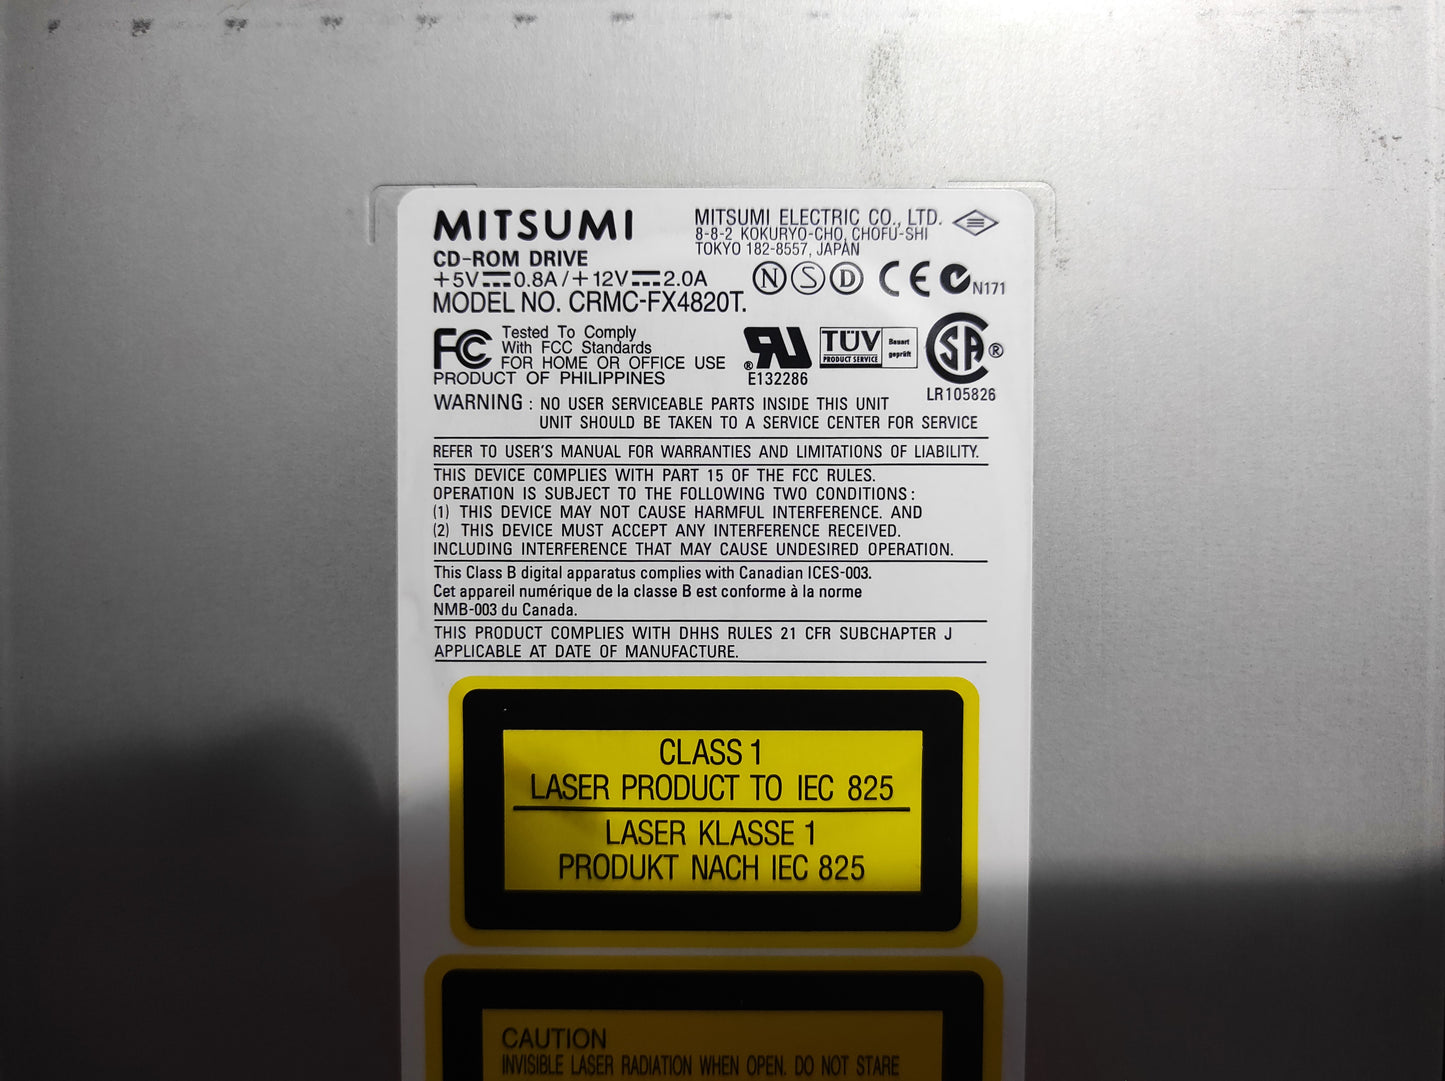 MITSUMI
MITSUMI ELECTRIC CO., LTD.
8-8-2 KOKURYO-CHO, CHOFU-SHI
TOKYO 182-8557, JAPAN
CD-ROM DRIVE
+5V⎓0.8A/+12V⎓2.0A
N S D CE N171
MODEL NO. CRMC-FX4820T.
FC Tested To Comply
With FCC Standards
FOR HOME OR OFFICE USE
PRODUCT OF PHILIPPINES
RU ®
E132286
TÜV
PRODUCT SERVICE
Bauart
geprüft
SA ®
LR105826
WARNING : NO USER SERVICEABLE PARTS INSIDE THIS UNIT
UNIT SHOULD BE TAKEN TO A SERVICE CENTER FOR SERVICE
REFER TO USER'S MANUAL FOR WARRANTIES AND LIMITATIONS OF LIABILITY.
THIS DEVICE COMPLIES WITH PART 15 OF THE FCC RULES.
OPERATION IS SUBJECT TO THE FOLLOWING TWO CONDITIONS :
(1) THIS DEVICE MAY NOT CAUSE HARMFUL INTERFERENCE. AND
(2) THIS DEVICE MUST ACCEPT ANY INTERFERENCE RECEIVED.
INCLUDING INTERFERENCE THAT MAY CAUSE UNDESIRED OPERATION.
This Class B digital apparatus complies with Canadian ICES-003.
Cet appareil numérique de la classe B est conforme à la norme
NMB-003 du Canada.
THIS PRODUCT COMPLIES WITH DHHS RULES 21 CFR SUBCHAPTER J
APPLICABLE AT DATE OF MANUFACTURE.
CLASS 1
LASER PRODUCT TO IEC 825
LASER KLASSE 1
PRODUKT NACH IEC 825
CAUTION
INVISIBLE LASER RADIATION WHEN OPEN. DO NOT STARE